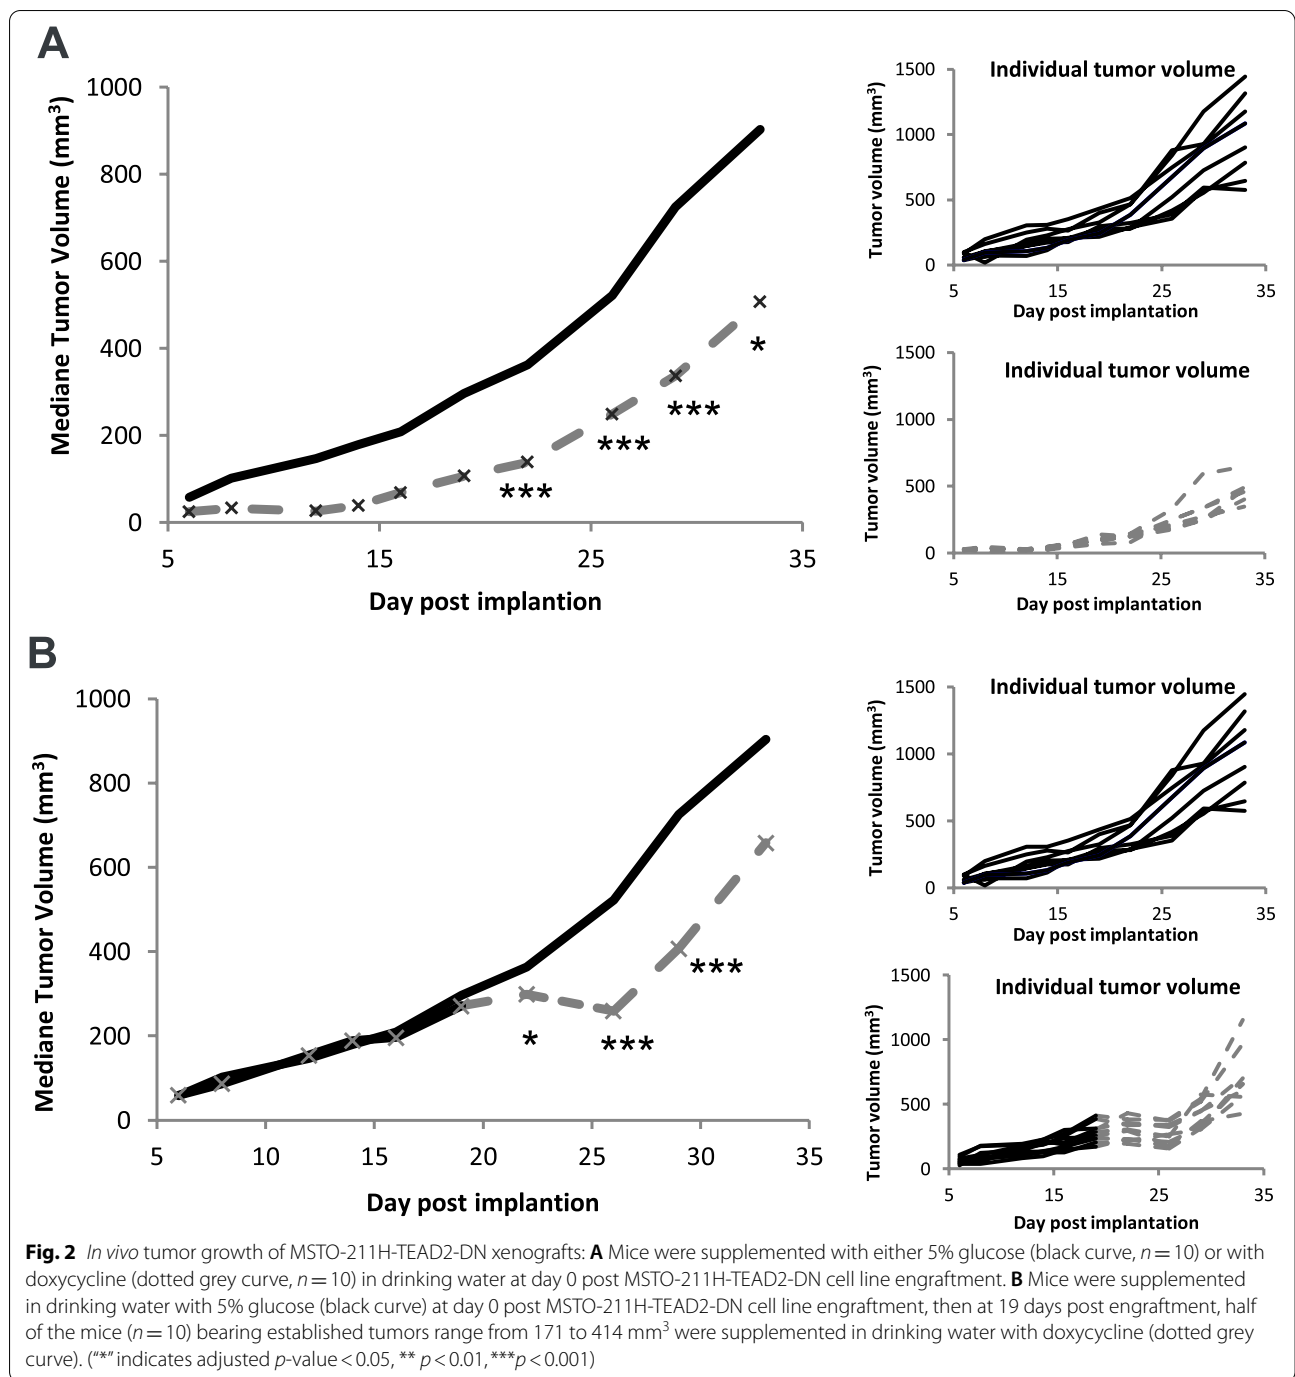 A
Mediane Tumor Volume (mm³)
1000
800
600
400
200
0
*
***
***
***
5
15
25
35
Day post implantion
Individual tumor volume
Tumor volume (mm³)
1500
1000
500
0
5
15
25
35
Day post implantation
Individual tumor volume
Tumor volume (mm³)
1500
1000
500
0
5
15
25
35
Day post implantation
B
Mediane Tumor Volume (mm³)
1000
800
600
400
200
0
***
*
***
5
10
15
20
25
30
35
Day post implantion
Individual tumor volume
Tumor volume (mm³)
1500
1000
500
0
5
15
25
35
Day post implantation
Individual tumor volume
Tumor volume (mm³)
1500
1000
500
0
5
15
25
35
Day post implantation
Fig. 2 In vivo tumor growth of MSTO-211H-TEAD2-DN xenografts: A Mice were supplemented with either 5% glucose (black curve, n = 10) or with
doxycycline (dotted grey curve, n = 10) in drinking water at day 0 post MSTO-211H-TEAD2-DN cell line engraftment. B Mice were supplemented
in drinking water with 5% glucose (black curve) at day 0 post MSTO-211H-TEAD2-DN cell line engraftment, then at 19 days post engraftment, half
of the mice (n = 10) bearing established tumors range from 171 to 414 mm³ were supplemented in drinking water with doxycycline (dotted grey
curve). (“*” indicates adjusted p-value < 0.05, ** p < 0.01, ***p < 0.001)